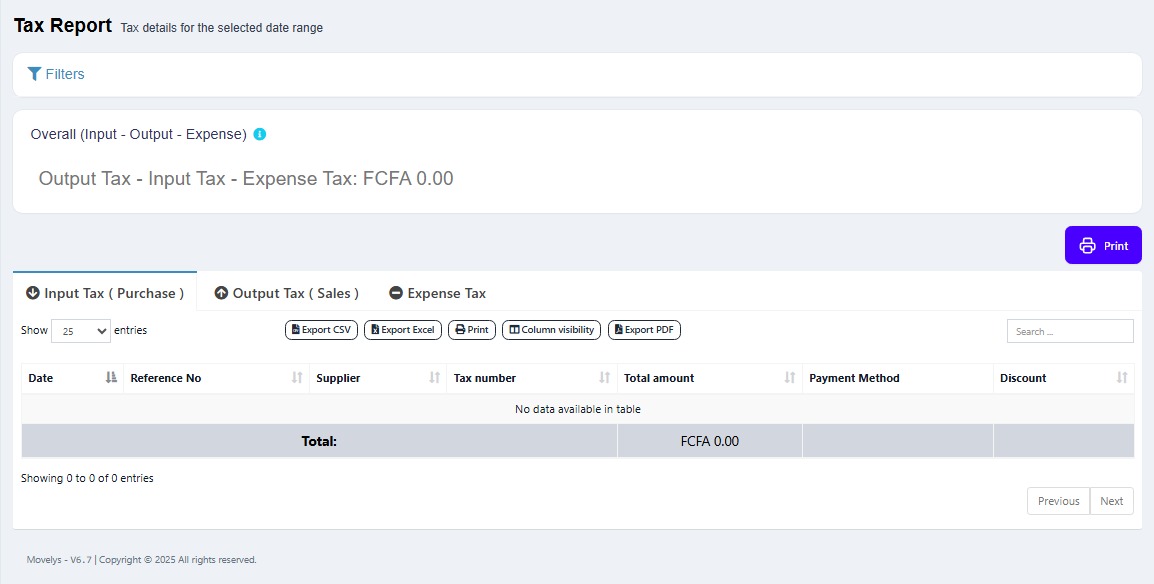 Tax Report Tax details for the selected date range
Filters
Overall (Input - Output - Expense)
Output Tax - Input Tax - Expense Tax: FCFA 0.00
Print
Input Tax ( Purchase ) Output Tax ( Sales ) Expense Tax
Show 25 entries Export CSV Export Excel Print Column visibility Export PDF Search ...
Date Reference No Supplier Tax number Total amount Payment Method Discount
No data available in table
Total: FCFA 0.00
Showing 0 to 0 of 0 entries
Previous Next
Movelys - V6.7 | Copyright © 2025 All rights reserved.